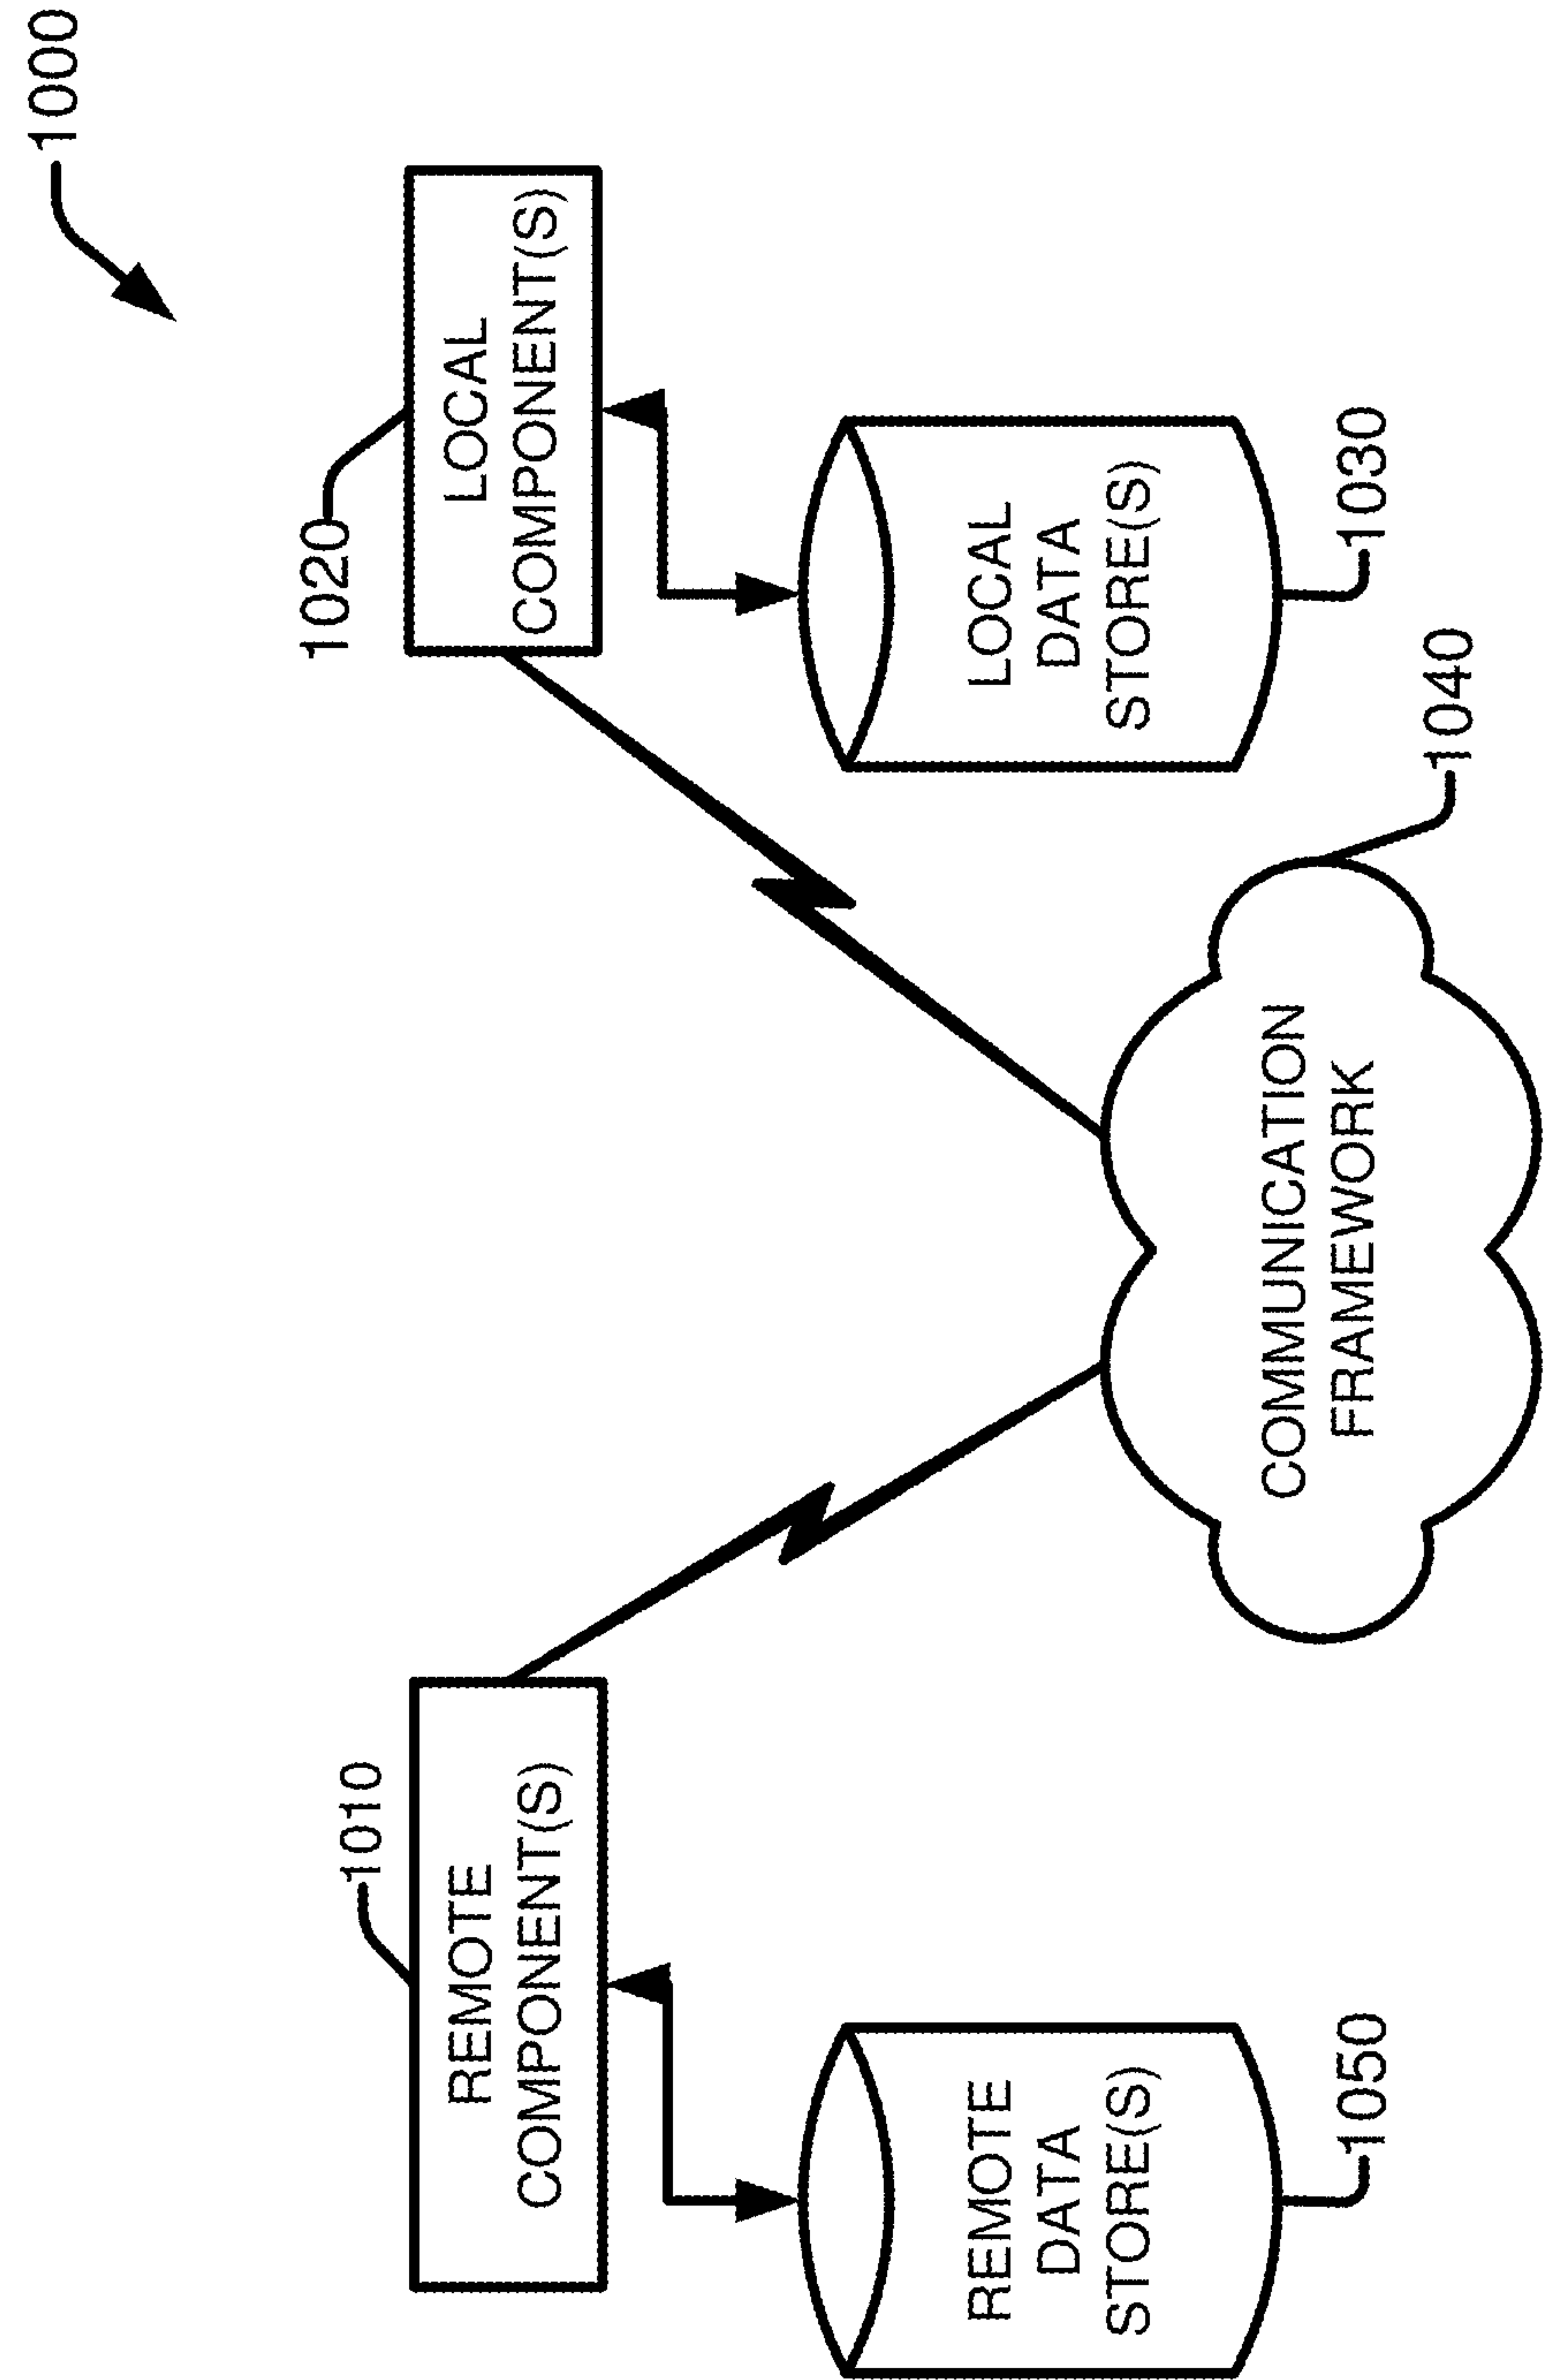 1000
1010
REMOTE
COMPONENT(S)
1020
LOCAL
COMPONENT(S)
REMOTE
DATA
STORE(S)
1050
COMMUNICATION
FRAMEWORK
1040
LOCAL
DATA
STORE(S)
1030